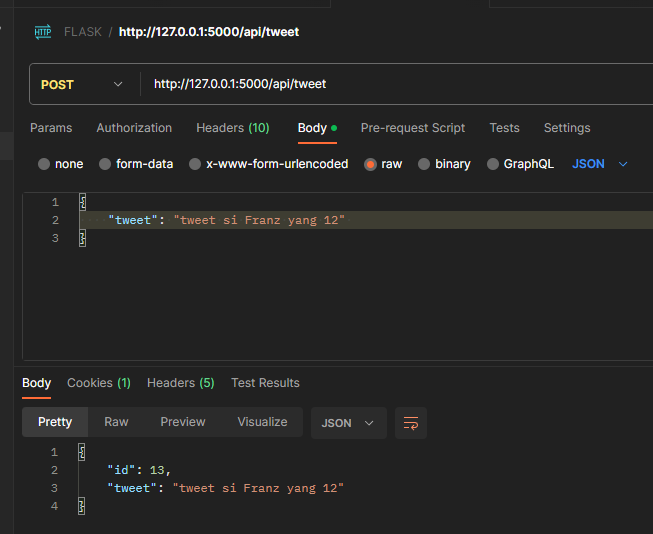 HTTP FLASK / http://127.0.0.1:5000/api/tweet
POST http://127.0.0.1:5000/api/tweet
Params Authorization Headers (10) Body Pre-request Script Tests Settings
none form-data x-www-form-urlencoded raw binary GraphQL JSON
1 {
2 "tweet": "tweet si Franz yang 12"
3 }
Body Cookies (1) Headers (5) Test Results
Pretty Raw Preview Visualize JSON
1 {
2 "id": 13,
3 "tweet": "tweet si Franz yang 12"
4 }